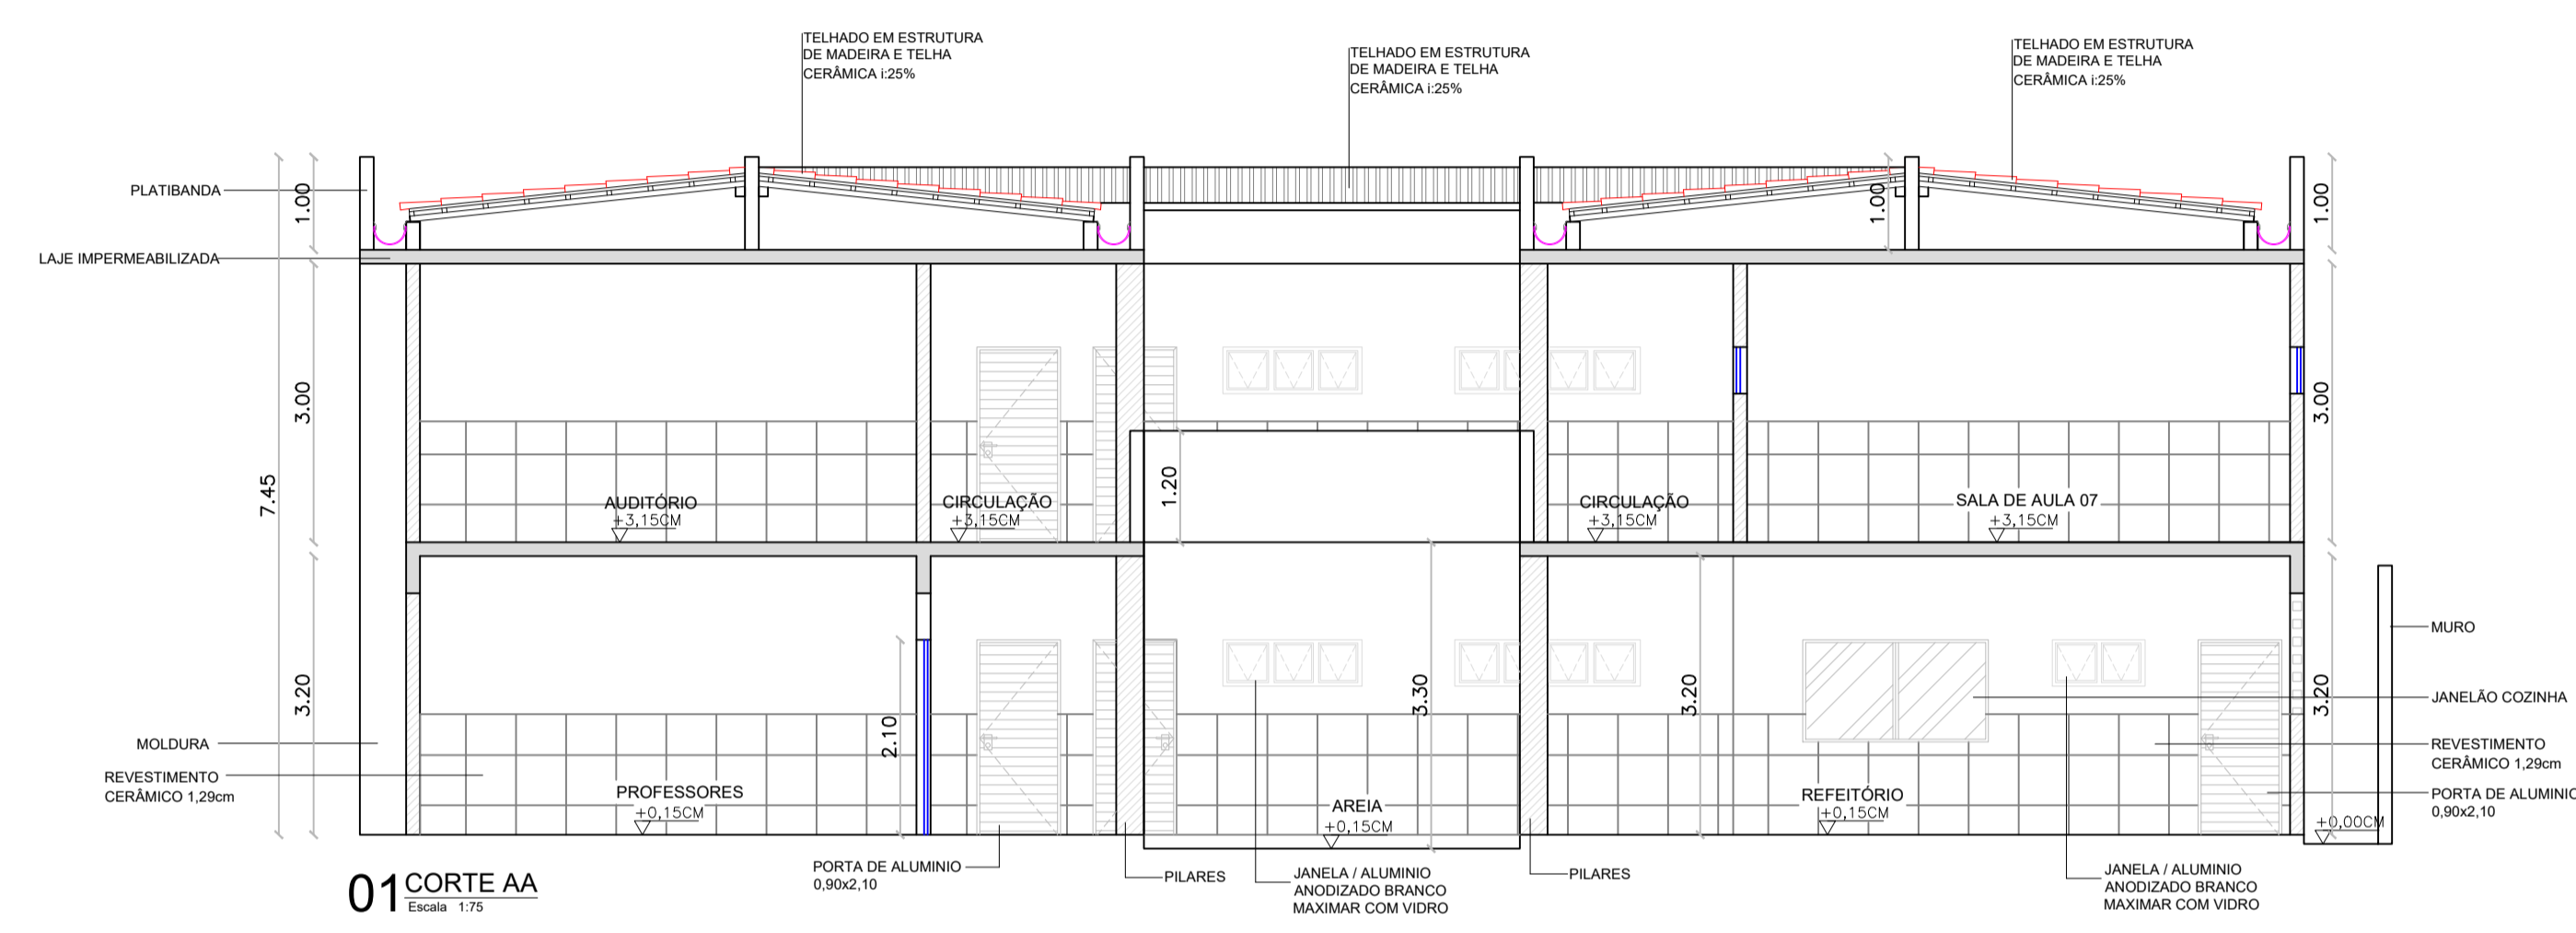 TELHADO EM ESTRUTURA
DE MADEIRA E TELHA
CERÂMICA i:25%
TELHADO EM ESTRUTURA
DE MADEIRA E TELHA
CERÂMICA i:25%
TELHADO EM ESTRUTURA
DE MADEIRA E TELHA
CERÂMICA i:25%
PLATIBANDA
1.00
1.00
1.00
LAJE IMPERMEABILIZADA
3.00
3.00
7.45
1.20
AUDITÓRIO
+3,15CM
CIRCULAÇÃO
+3,15CM
CIRCULAÇÃO
+3,15CM
SALA DE AULA 07
+3,15CM
MURO
3.20
2.10
3.30
3.20
3.20
JANELÃO COZINHA
MOLDURA
REVESTIMENTO
CERÂMICO 1,29cm
REVESTIMENTO
CERÂMICO 1,29cm
PROFESSORES
+0,15CM
AREIA
+0,15CM
REFEITÓRIO
+0,15CM
PORTA DE ALUMINIO
0,90x2,10
+0,00CM
PORTA DE ALUMINIO
0,90x2,10
PILARES
JANELA / ALUMINIO
ANODIZADO BRANCO
MAXIMAR COM VIDRO
PILARES
JANELA / ALUMINIO
ANODIZADO BRANCO
MAXIMAR COM VIDRO
01 CORTE AA
Escala 1:75